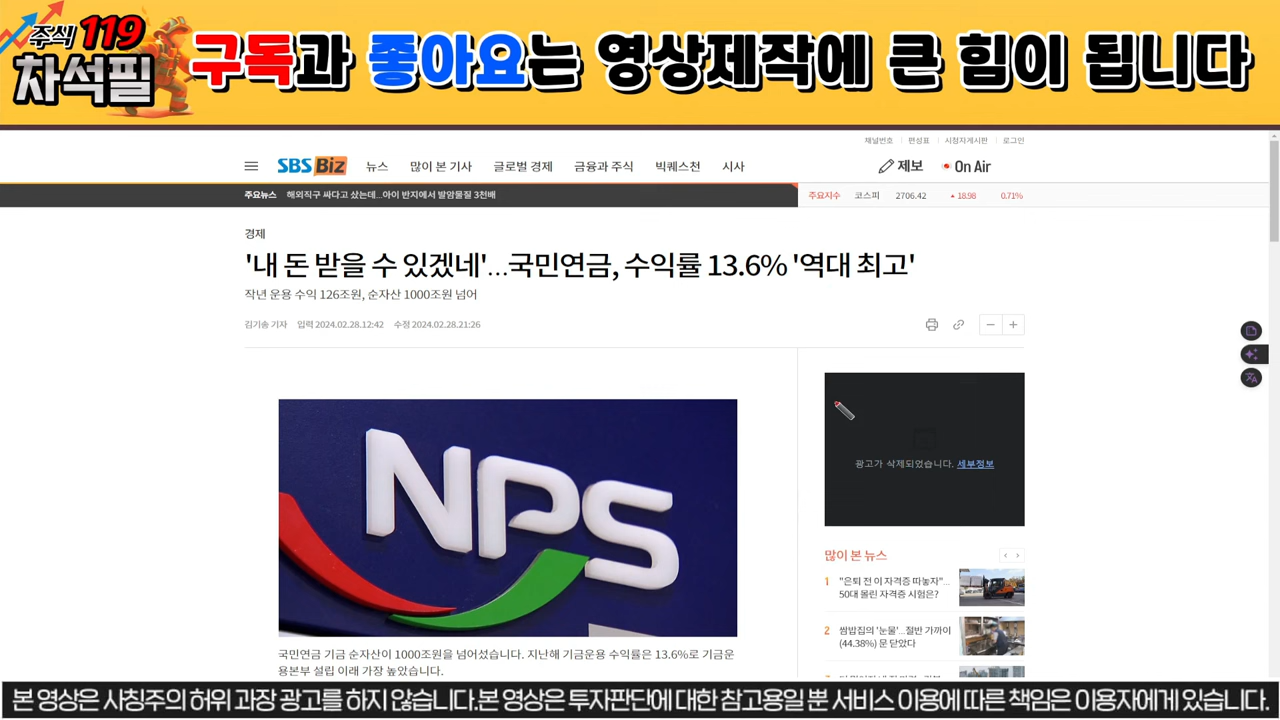 주식 119
차석필
구독과 좋아요는 영상제작에 큰 힘이 됩니다
채널번호 편성표 시청자게시판 로그인
SBS Biz 뉴스 많이 본 기사 글로벌 경제 금융과 주식 빅퀘스천 시사 제보 On Air
주요뉴스 해외직구 싸다고 샀는데...아이 반지에서 발암물질 3천배 주요지수 코스피 2706.42 ▲ 18.98 0.71%
경제
'내 돈 받을 수 있겠네'…국민연금, 수익률 13.6% '역대 최고'
작년 운용 수익 126조원, 순자산 1000조원 넘어
김기송 기자 입력 2024.02.28.12:42 수정 2024.02.28.21:26
NPS
광고가 삭제되었습니다. 세부정보
많이 본 뉴스
1 "은퇴 전 이 자격증 따놓자"…
50대 몰린 자격증 시험은?
2 쌈밥집의 '눈물'…절반 가까이
(44.38%) 문 닫았다
국민연금 기금 순자산이 1000조원을 넘어섰습니다. 지난해 기금운용 수익률은 13.6%로 기금운
용본부 설립 이래 가장 높았습니다.
본 영상은 사칭주의 허위 과장 광고를 하지 않습니다.본 영상은 투자판단에 대한 참고용일 뿐 서비스 이용에 따른 책임은 이용자에게 있습니다.